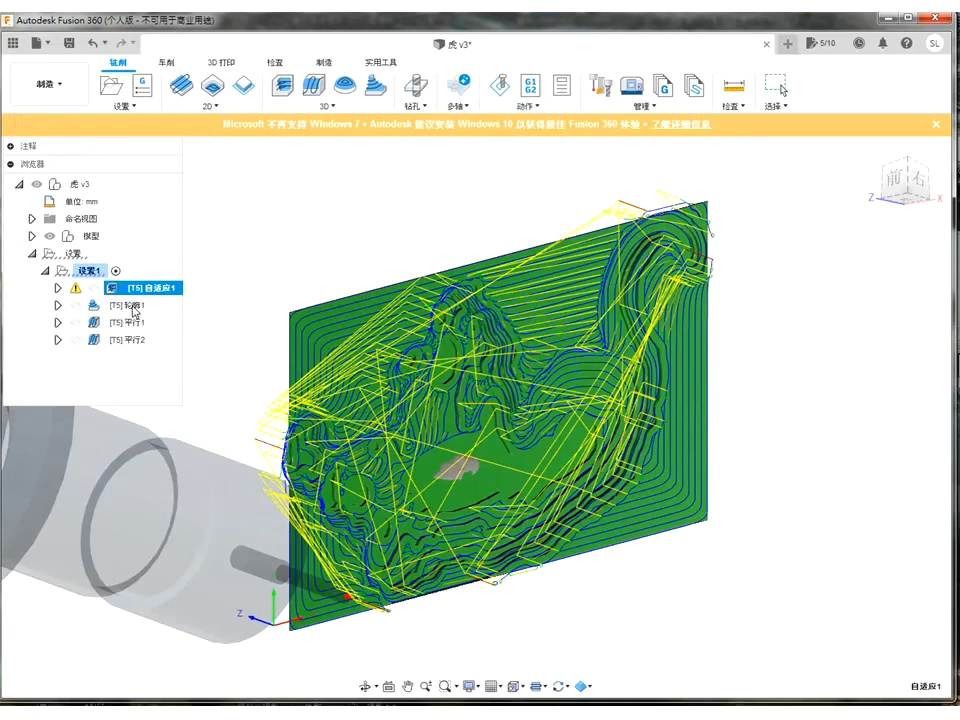 Autodesk Fusion 360 (个人版 - 不可用于商业用途)
虎 v3*
5/10
SL
铣削 车削 3D 打印 检查 制造 实用工具
制造
G1
G2
设置 2D 3D 钻孔 多轴 动作 管理 检查 选择
Microsoft 不再支持 Windows 7。Autodesk 建议安装 Windows 10 以获得最佳 Fusion 360 体验。了解详细信息
注释
浏览器
虎 v3
单位: mm
命名视图
模型
设置
设置1
[T5] 自适应1
[T5] 轮廓1
[T5] 平行1
[T5] 平行2
前 右
Z
X
Z
自适应1